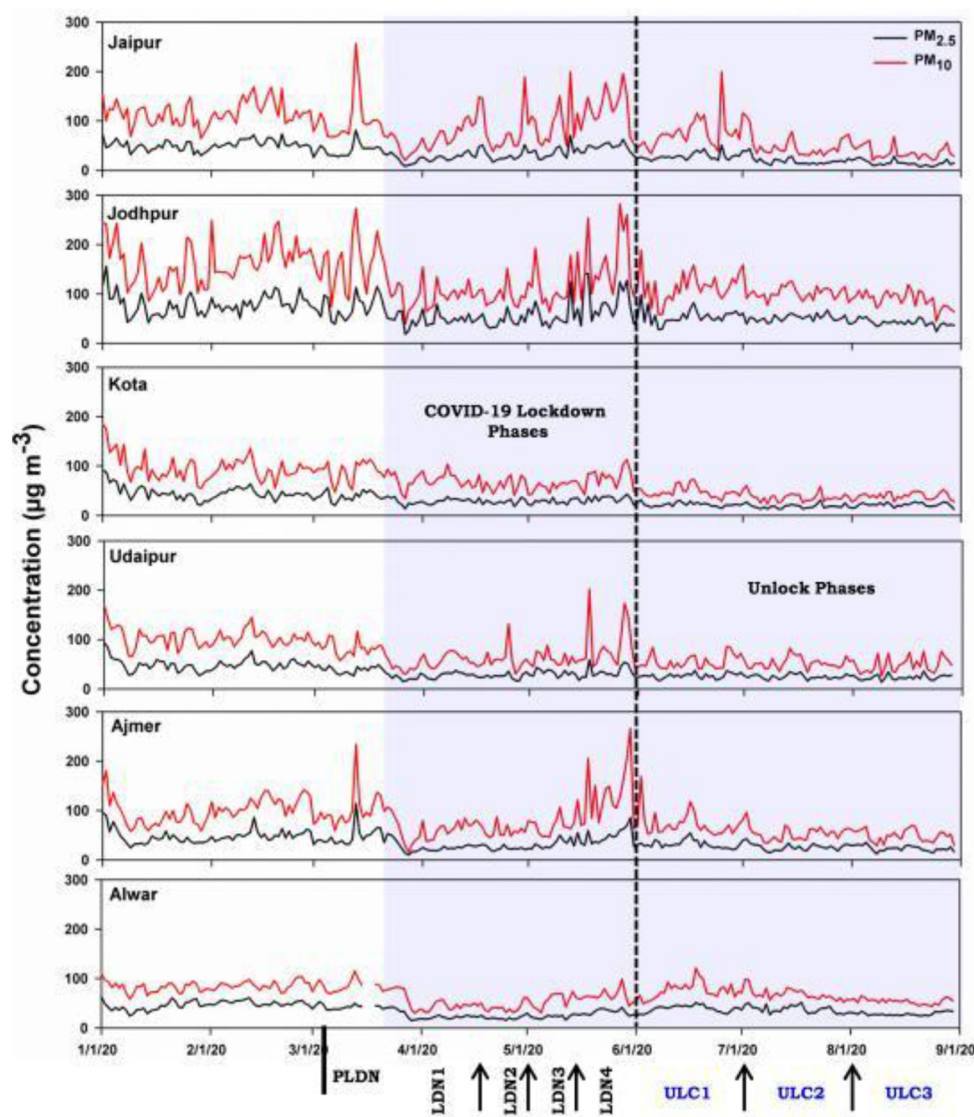 Concentration (µg m-3)
300
200
100
0
Jaipur
PM2.5
PM10
300
200
100
0
Jodhpur
300
200
100
0
Kota
COVID-19 Lockdown
Phases
300
200
100
0
Udaipur
Unlock Phases
300
200
100
0
Ajmer
300
200
100
0
Alwar
1/1/20 2/1/20 3/1/20 4/1/20 5/1/20 6/1/20 7/1/20 8/1/20 9/1/20
PLDN LDN1 LDN2 LDN3 LDN4 ULC1 ULC2 ULC3